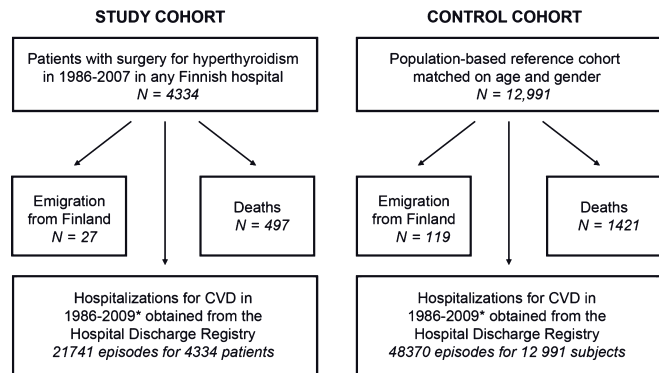 STUDY COHORT
Patients with surgery for hyperthyroidism
in 1986-2007 in any Finnish hospital
N = 4334
Emigration
from Finland
N = 27
Deaths
N = 497
Hospitalizations for CVD in
1986-2009* obtained from the
Hospital Discharge Registry
21741 episodes for 4334 patients
CONTROL COHORT
Population-based reference cohort
matched on age and gender
N = 12,991
Emigration
from Finland
N = 119
Deaths
N = 1421
Hospitalizations for CVD in
1986-2009* obtained from the
Hospital Discharge Registry
48370 episodes for 12 991 subjects